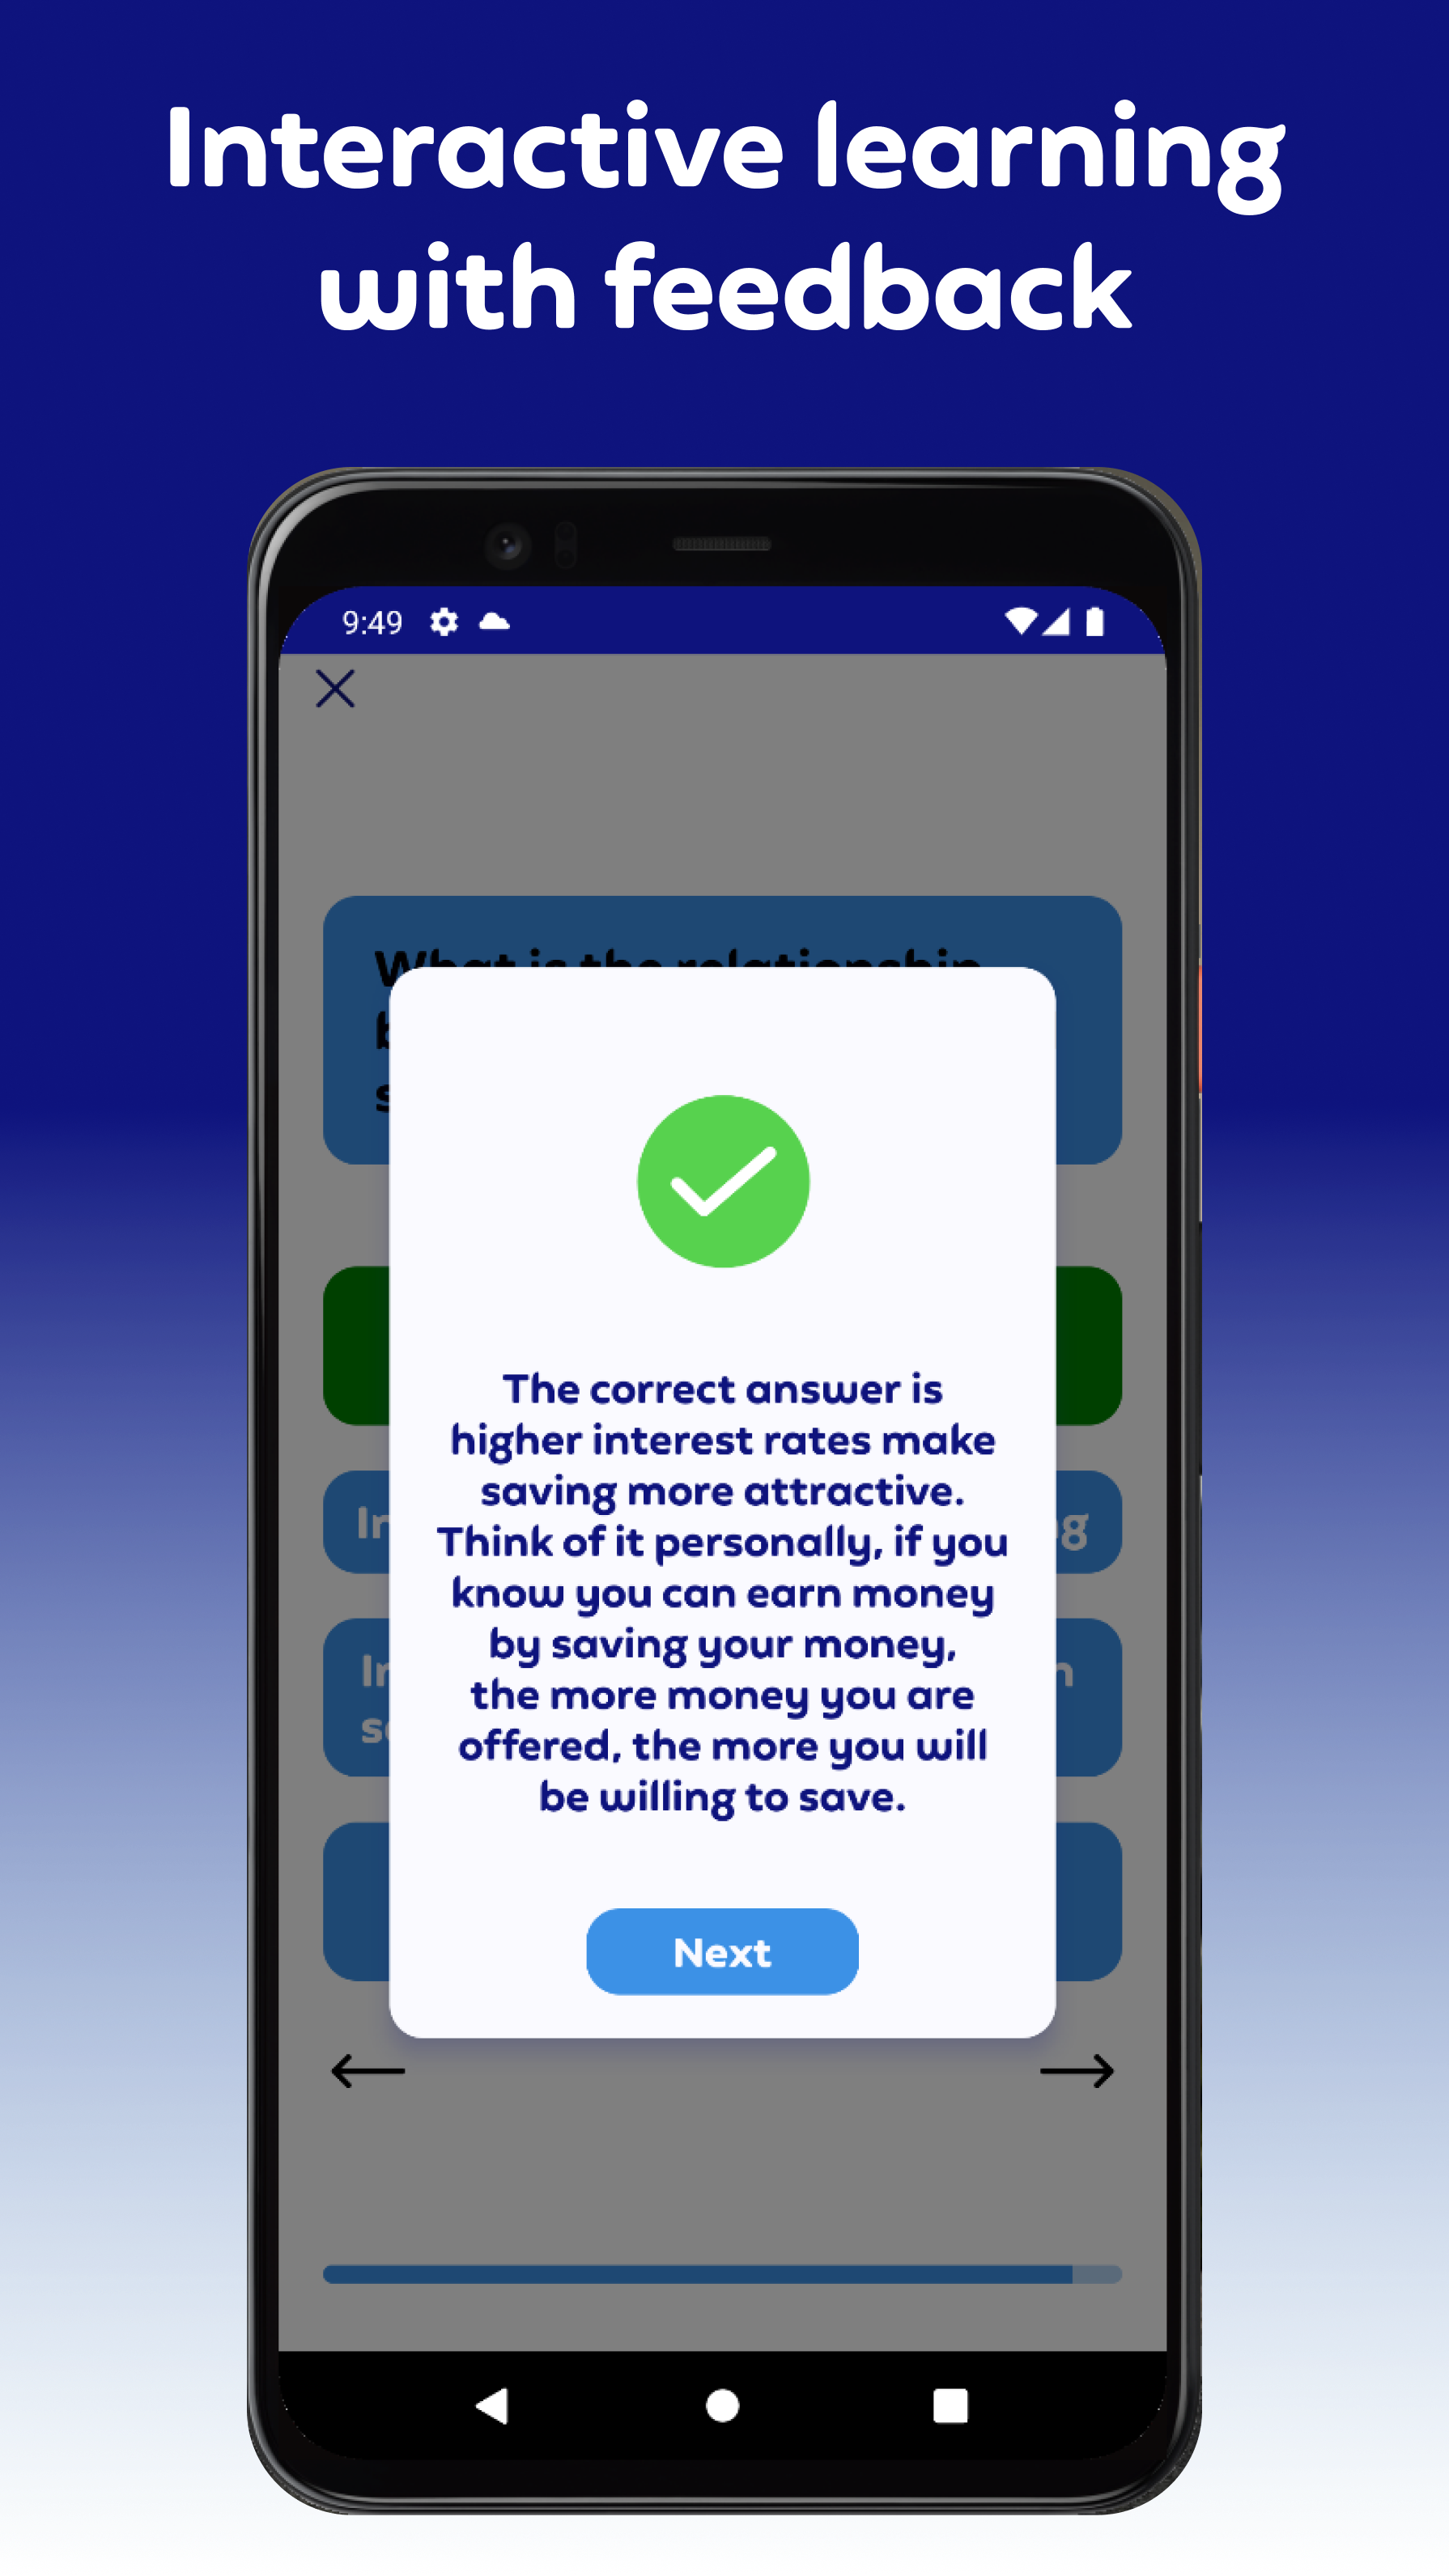 Interactive learning
with feedback
9:49
What is the relationship
The correct answer is
higher interest rates make
saving more attractive.
Think of it personally, if you
know you can earn money
by saving your money,
the more money you are
offered, the more you will
be willing to save.
Next